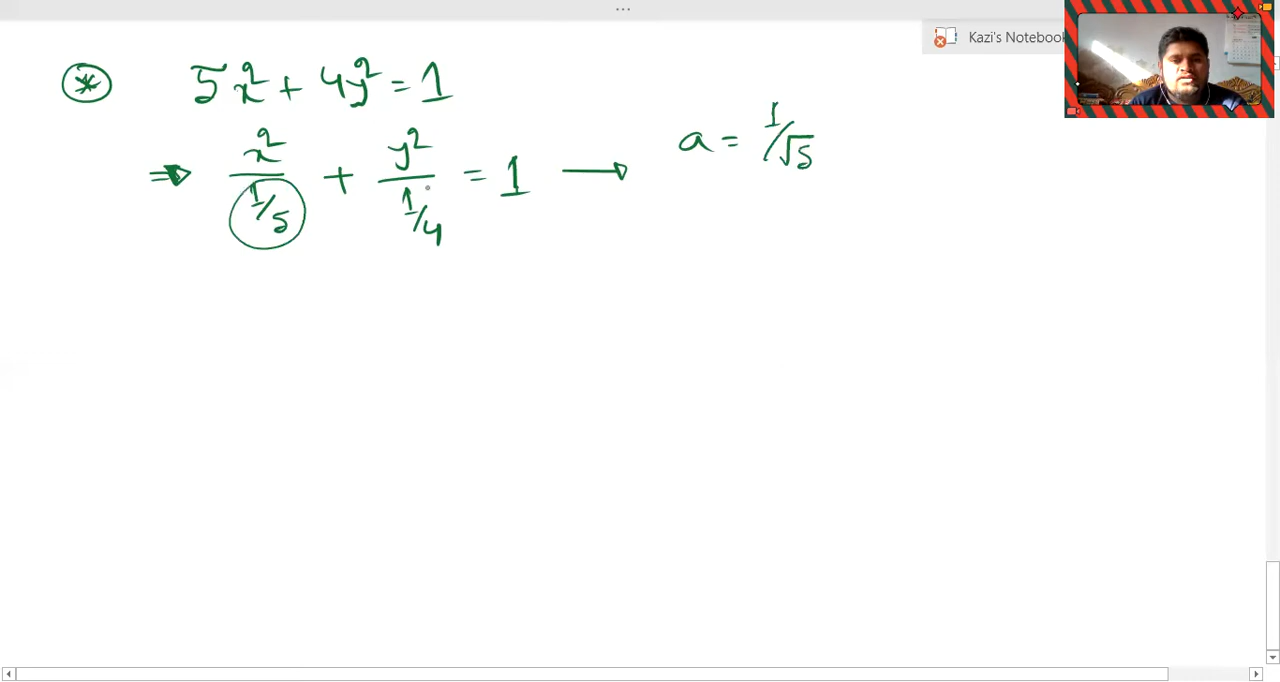 ...
Kazi's Notebook
⊛ 5x² + 4y² = 1
⇒ x²/(1/5) + y²/(1/4) = 1 → a = 1/√5